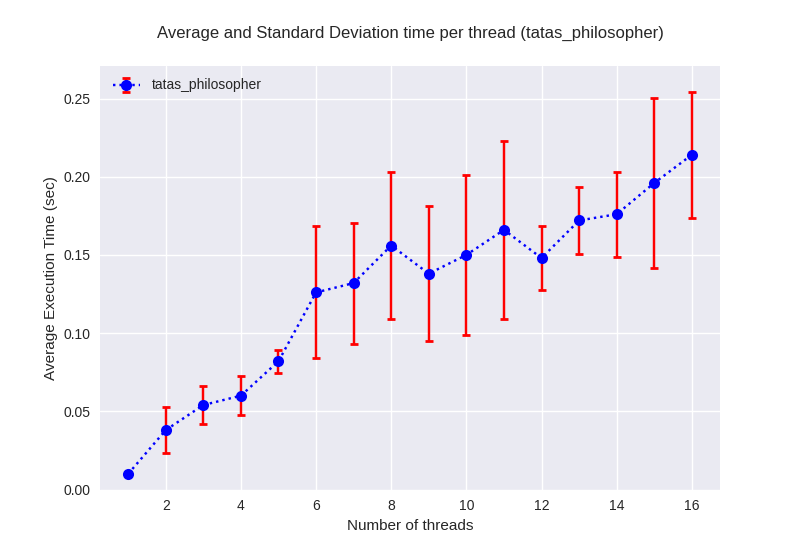 Average and Standard Deviation time per thread (tatas_philosopher)
tatas_philosopher
0.25
0.20
0.15
0.10
0.05
0.00
Average Execution Time (sec)
2 4 6 8 10 12 14 16
Number of threads